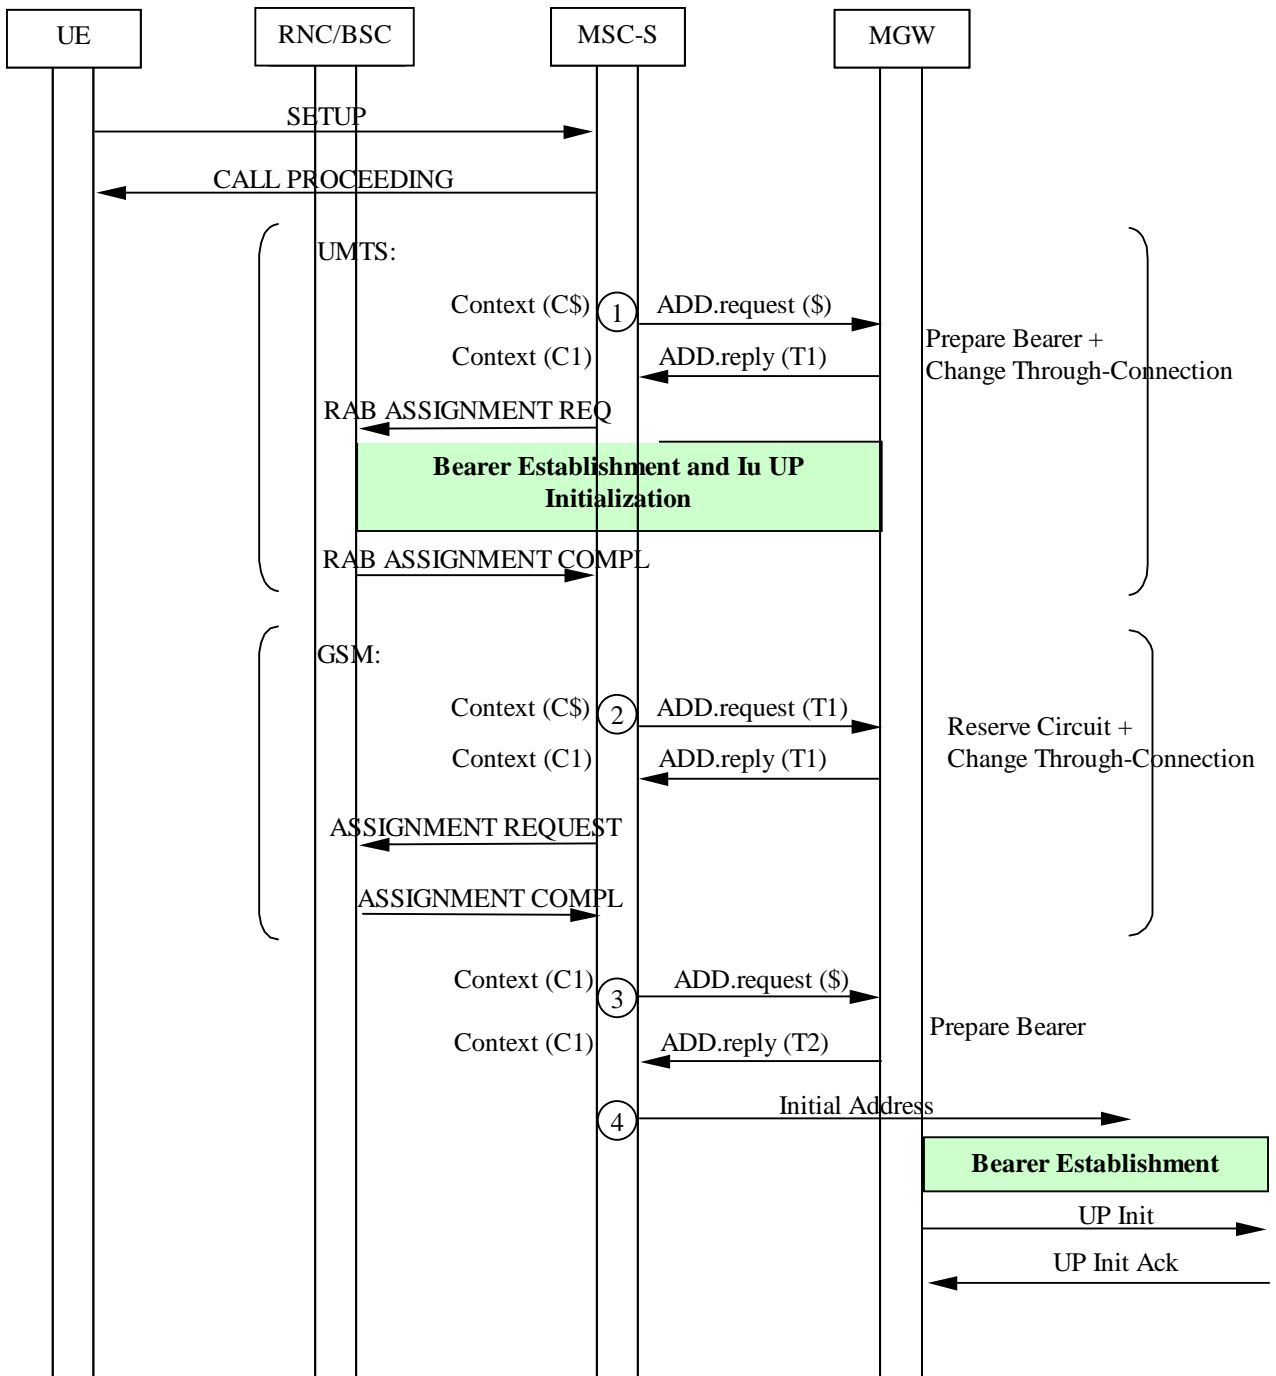 UE
RNC/BSC
MSC-S
MGW
SETUP
CALL PROCEEDING
UMTS:
Context (C$)
1
ADD.request ($)
Context (C1)
ADD.reply (T1)
Prepare Bearer +
Change Through-Connection
RAB ASSIGNMENT REQ
Bearer Establishment and Iu UP
Initialization
RAB ASSIGNMENT COMPL
GSM:
Context (C$)
2
ADD.request (T1)
Context (C1)
ADD.reply (T1)
Reserve Circuit +
Change Through-Connection
ASSIGNMENT REQUEST
ASSIGNMENT COMPL
Context (C1)
3
ADD.request ($)
Context (C1)
ADD.reply (T2)
Prepare Bearer
4
Initial Address
Bearer Establishment
UP Init
UP Init Ack